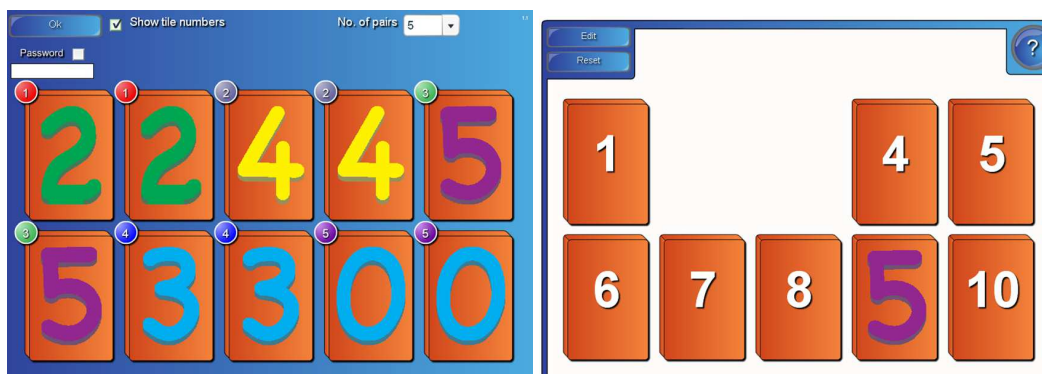 Ok
Show tile numbers
No. of pairs 5
Password
1 1 2 2 3
2 2 4 4 5
3 4 4 5 5
5 3 3 0 0
Edit
Reset
?
1 4 5
6 7 8 5 10